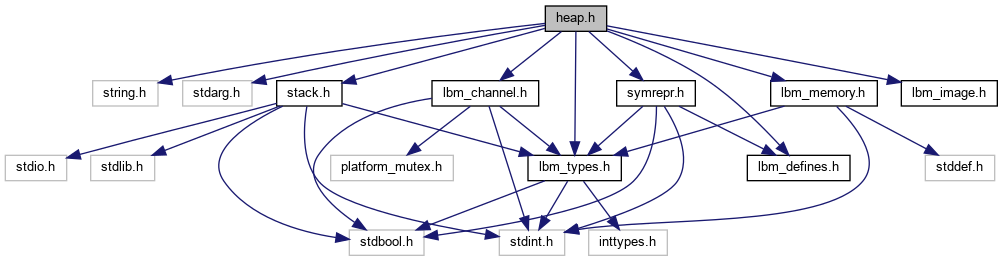 heap.h
string.h
stdarg.h
stack.h
lbm_channel.h
symrepr.h
lbm_memory.h
lbm_image.h
stdio.h
stdlib.h
platform_mutex.h
lbm_types.h
lbm_defines.h
stddef.h
stdbool.h
stdint.h
inttypes.h